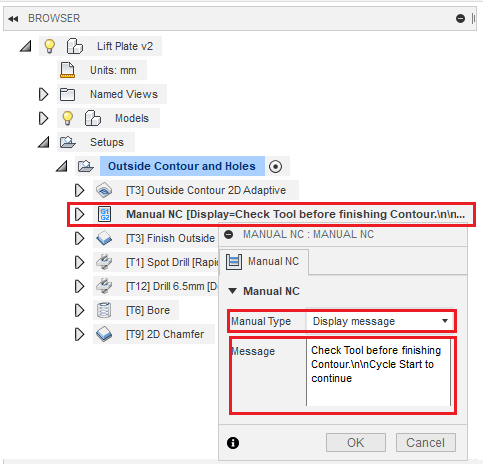 BROWSER
Lift Plate v2
Units: mm
Named Views
Models
Setups
Outside Contour and Holes
[T3] Outside Contour 2D Adaptive
Manual NC [Display=Check Tool before finishing Contour.\n\n...
[T3] Finish Outside
[T1] Spot Drill [Rapi
[T12] Drill 6.5mm [D
[T6] Bore
[T9] 2D Chamfer
MANUAL NC : MANUAL NC
Manual NC
Manual NC
Manual Type
Display message
Message
Check Tool before finishing
Contour.\n\nCycle Start to
continue
OK
Cancel